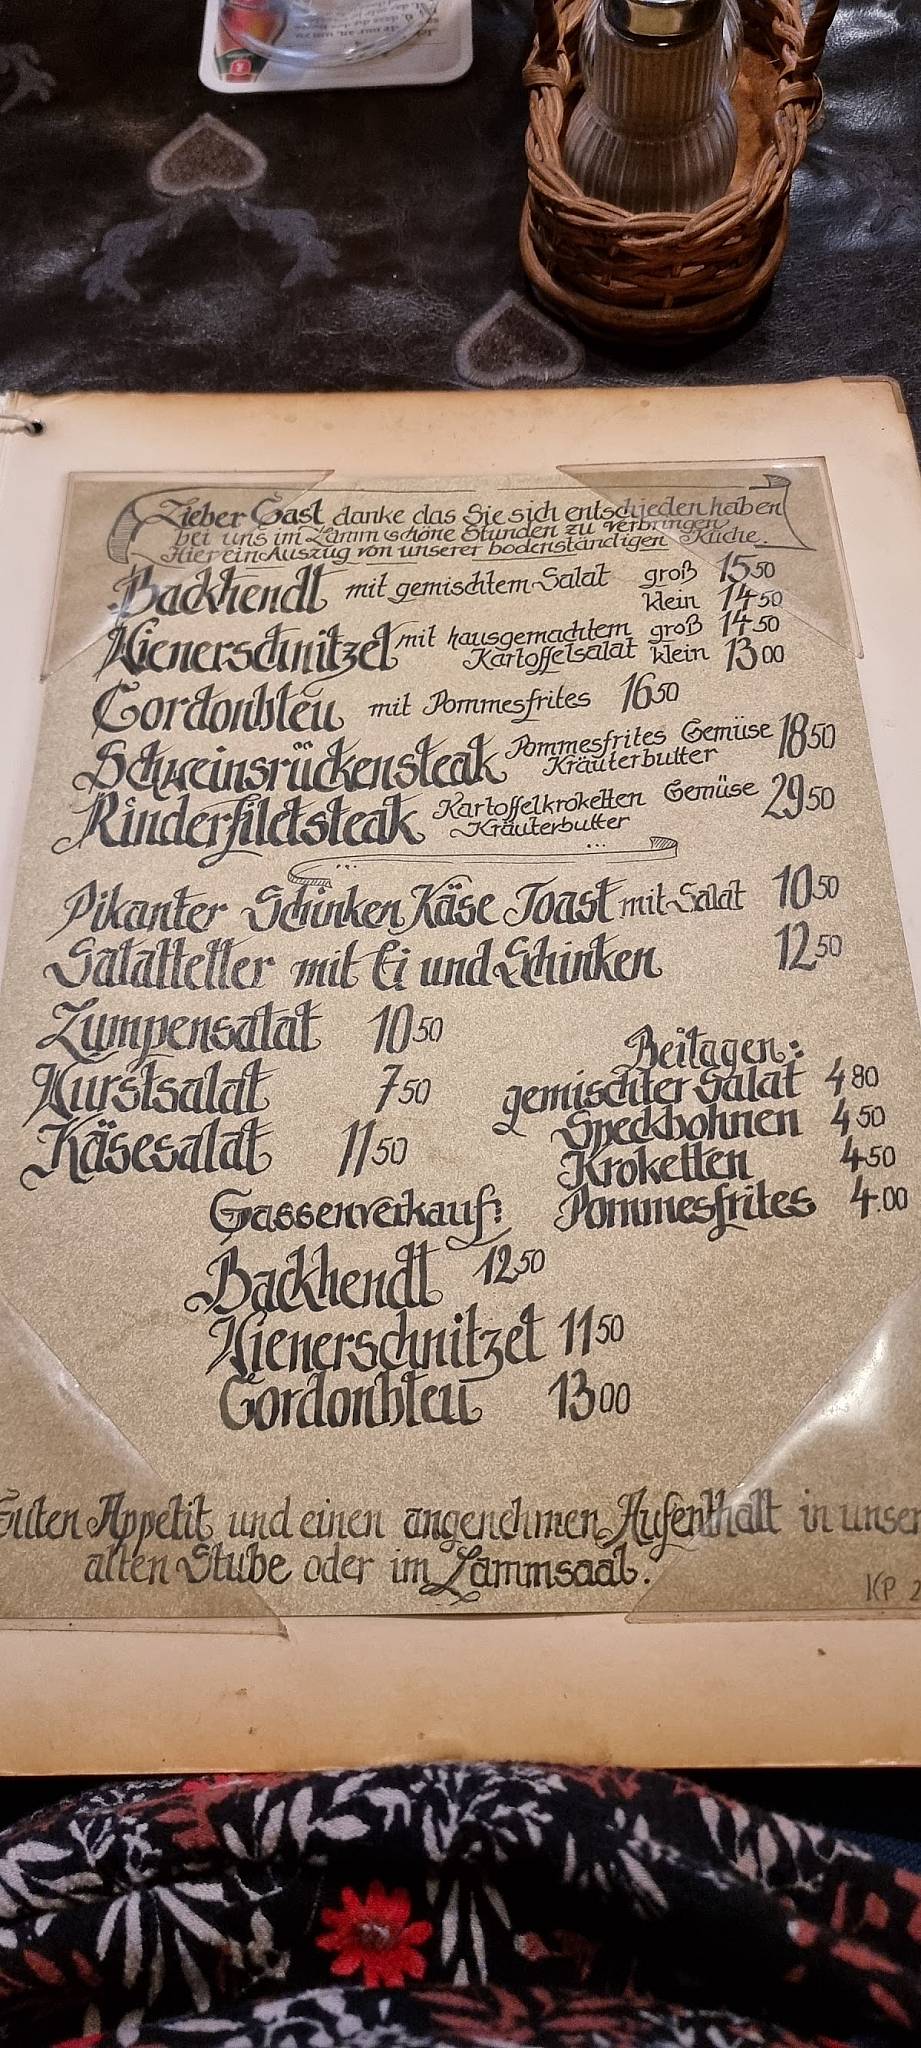 Lieber Gast danke das Sie sich entschieden haben
bei uns im Lamm schöne Stunden zu verbringen
Hier ein Auszug von unserer bodenständigen Küche.
Backhendl mit gemischtem Salat groß 15 50
klein 14 50
Wienerschnitzel mit hausgemachtem groß 14 50
Kartoffelsalat klein 13 00
Cordonbleu mit Pommesfrites 16 50
Schweinsrückensteak Pommesfrites Gemüse 18 50
Kräuterbutter
Rinderfiletsteak Kartoffelkroketten Gemüse 29 50
Kräuterbutter
Pikanter Schinken Käse Toast mit Salat 10 50
Salatteller mit Ei und Schinken 12 50
Lumpensalat 10 50
Wurstsalat 7 50
Käsesalat 11 50
Beilagen:
gemischter Salat 4 80
Speckbohnen 4 50
Kroketten 4 50
Pommesfrites 4.00
Gassenverkauf:
Backhendl 12 50
Wienerschnitzel 11 50
Cordonbleu 13 00
Guten Appetit und einen angenehmen Aufenthalt in unser
alten Stube oder im Lammsaal.
KP 2